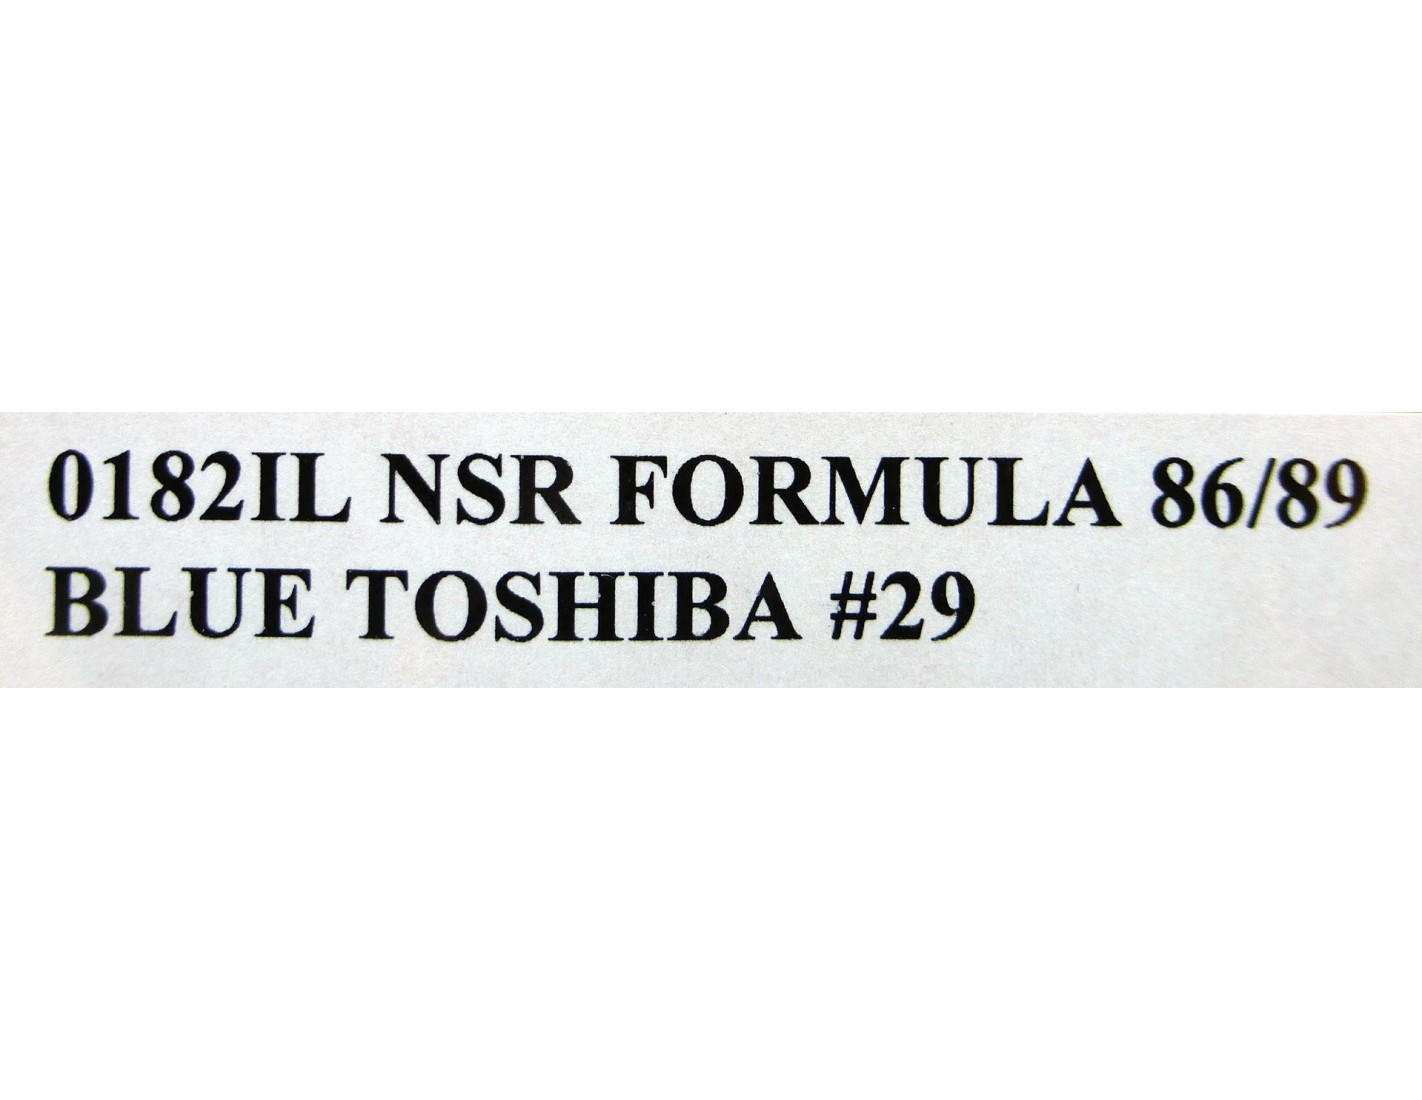 0182IL NSR FORMULA 86/89
BLUE TOSHIBA #29